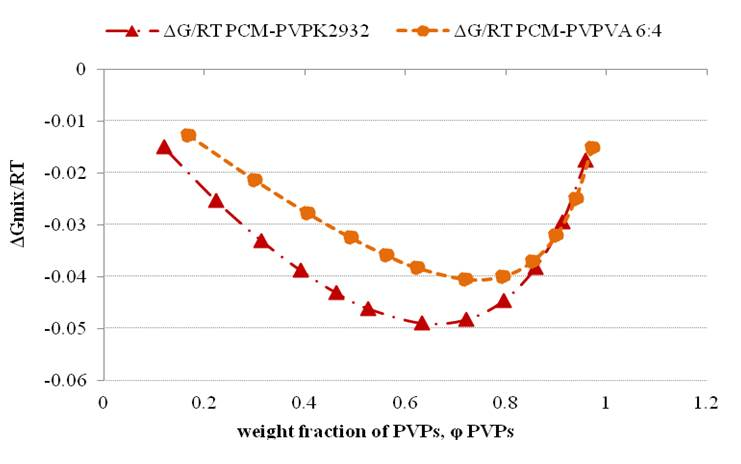 ΔG/RT PCM-PVPK2932 ΔG/RT PCM-PVPVA 6:4
0
-0.01
-0.02
-0.03
-0.04
-0.05
-0.06
ΔGmix/RT
0 0.2 0.4 0.6 0.8 1 1.2
weight fraction of PVPs, φ PVPs